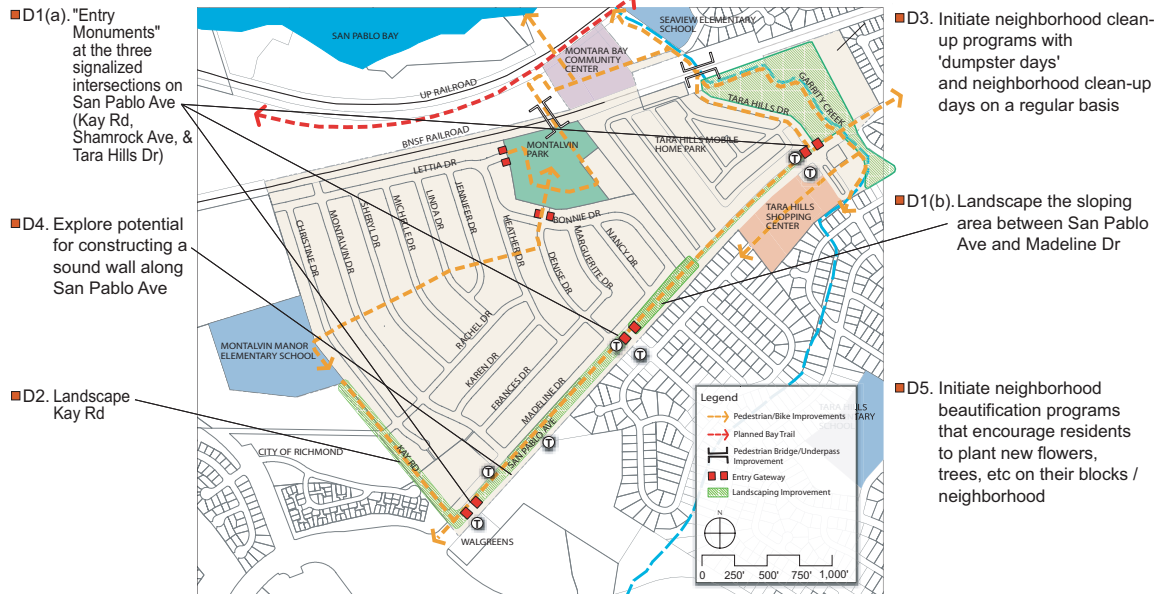 D1(a). "Entry
Monuments"
at the three
signalized
intersections on
San Pablo Ave
(Kay Rd,
Shamrock Ave, &
Tara Hills Dr)
D4. Explore potential
for constructing a
sound wall along
San Pablo Ave
D2. Landscape
Kay Rd
SAN PABLO BAY
UP RAILROAD
BNSF RAILROAD
MONTARA BAY
COMMUNITY
CENTER
SEAVIEW ELEMENTARY
SCHOOL
TARA HILLS DR
GARRITY CREEK
TARA HILLS MOBILE
HOME PARK
MONTALVIN
PARK
LETTIA DR
CHRISTINE DR
MONTALVIN DR
SHERYL DR
MICHELLE DR
LINDA DR
JENNIFER DR
HEATHER DR
BONNIE DR
DENISE DR
MARGUERITE DR
NANCY DR
TARA HILLS
SHOPPING
CENTER
MONTALVIN MANOR
ELEMENTARY SCHOOL
RACHEL DR
KAREN DR
FRANCES DR
MADELINE DR
SAN PABLO AVE
KAY RD
CITY OF RICHMOND
WALGREENS
T
T
T
T
T
T
T
Legend
Pedestrian/Bike Improvements
Planned Bay Trail
Pedestrian Bridge/Underpass
Improvement
Entry Gateway
Landscaping Improvement
N
0 250' 500' 750' 1,000'
D3. Initiate neighborhood clean-
up programs with
'dumpster days'
and neighborhood clean-up
days on a regular basis
D1(b). Landscape the sloping
area between San Pablo
Ave and Madeline Dr
D5. Initiate neighborhood
beautification programs
that encourage residents
to plant new flowers,
trees, etc on their blocks /
neighborhood